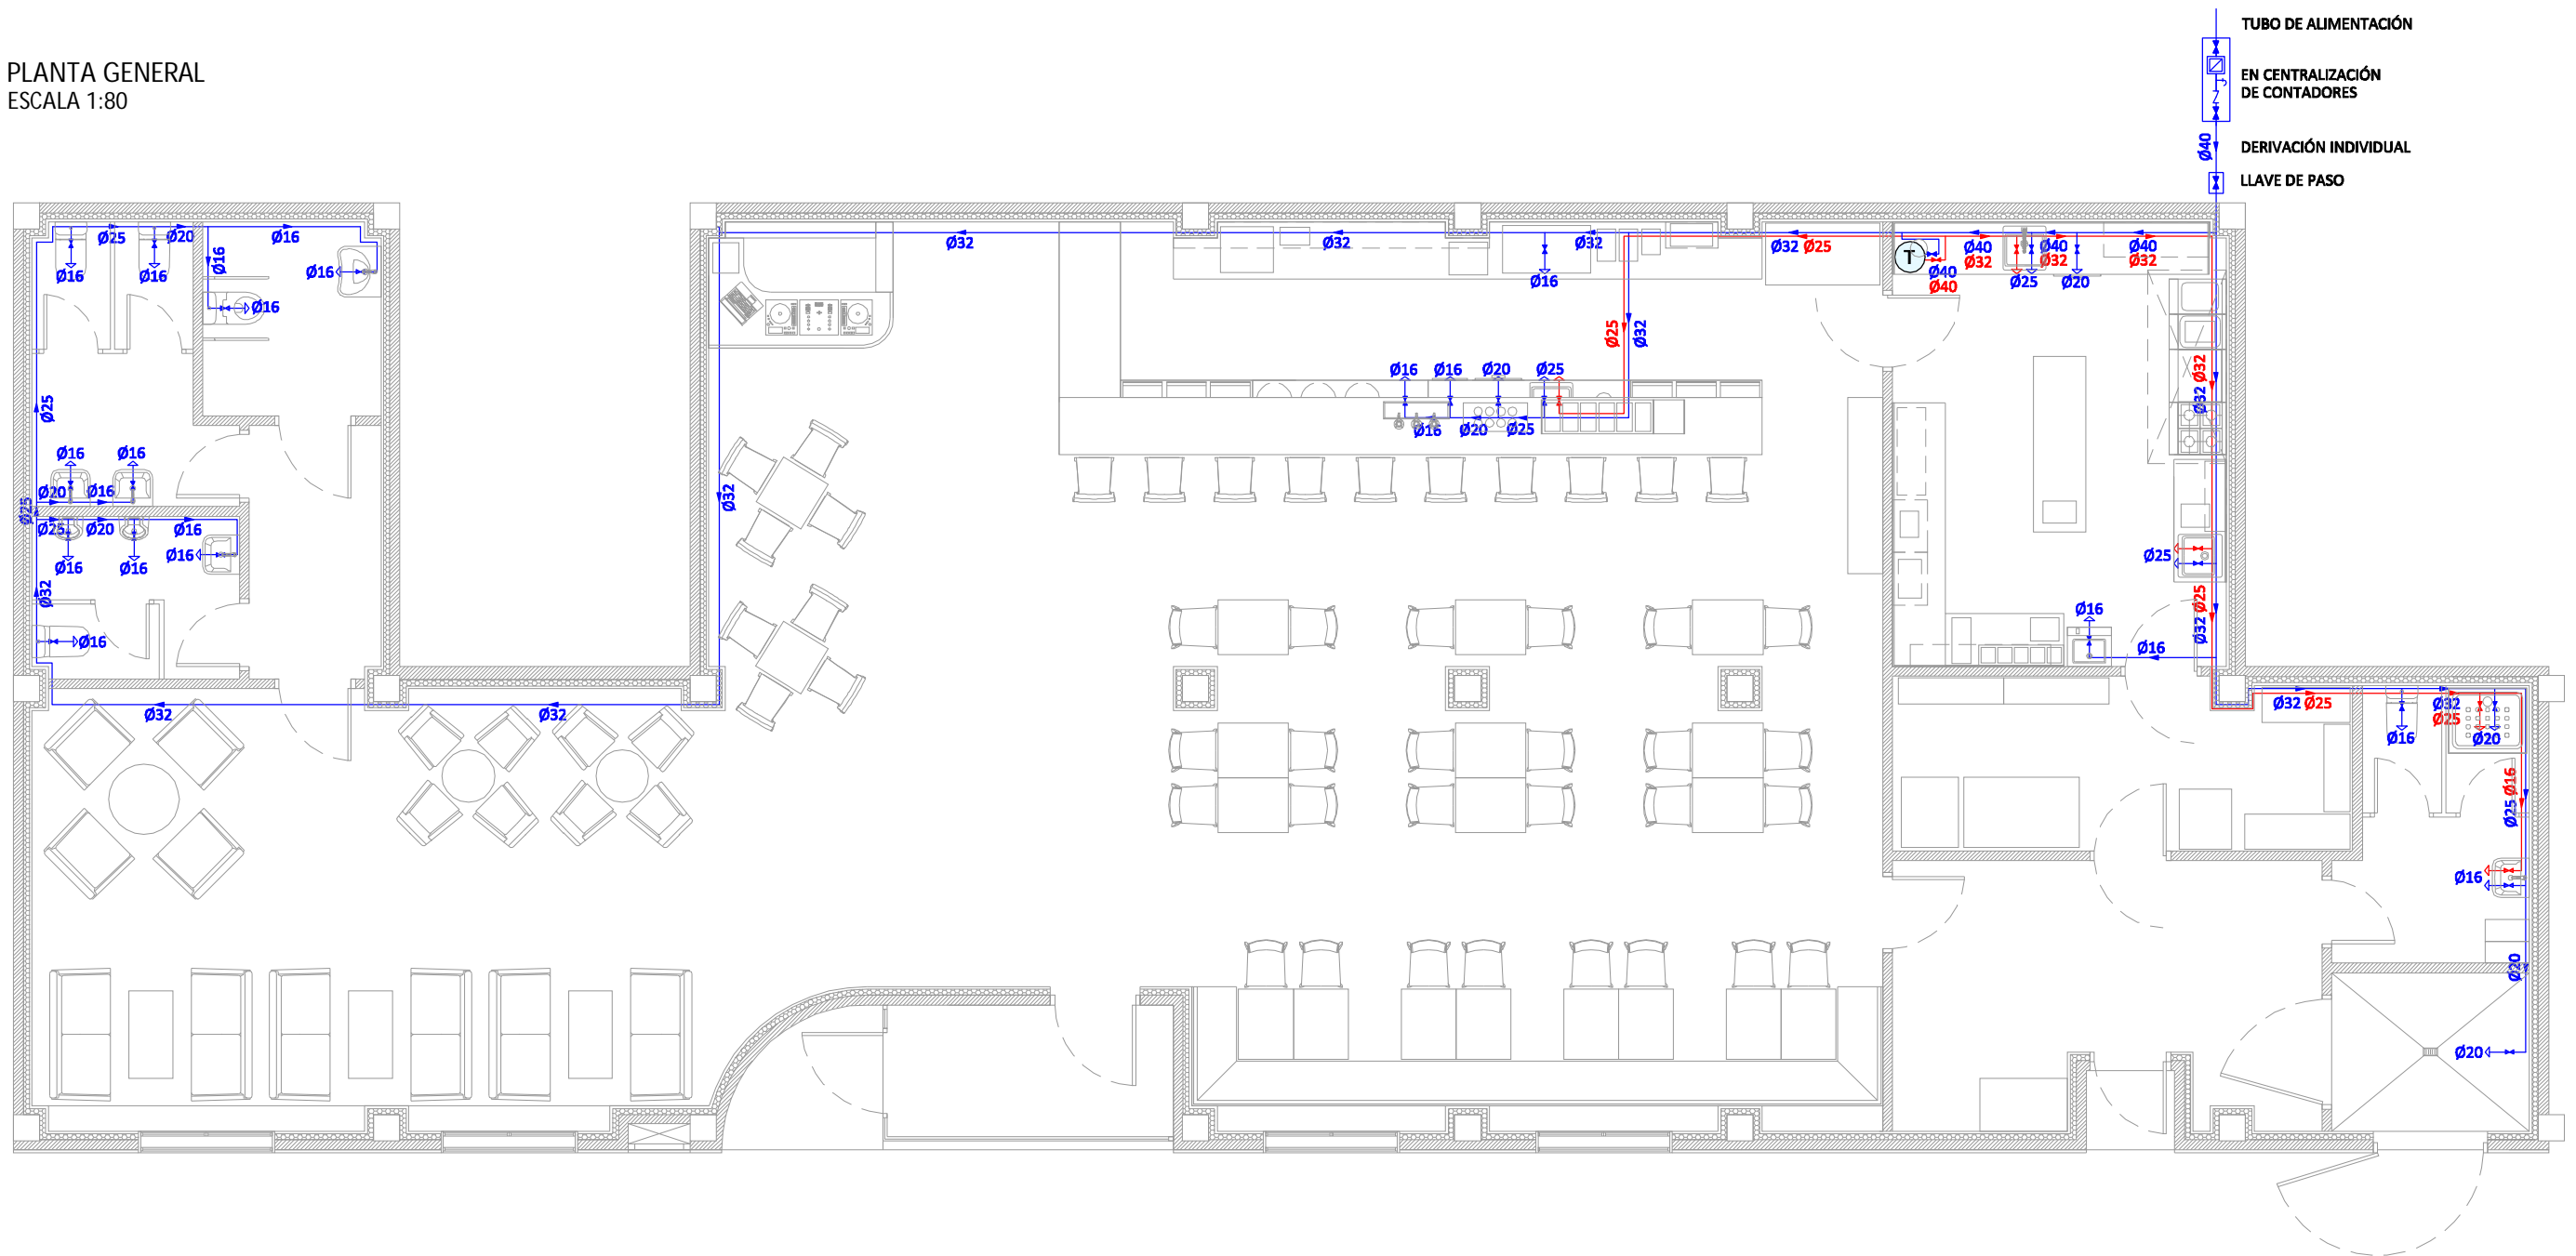 TUBO DE ALIMENTACIÓN
PLANTA GENERAL
ESCALA 1:80
EN CENTRALIZACIÓN
DE CONTADORES
Ø40
DERIVACIÓN INDIVIDUAL
LLAVE DE PASO
Ø25
Ø20
Ø16
Ø16
Ø16
Ø16
Ø16
Ø16
Ø32
Ø32
Ø32
Ø32
Ø25
T
Ø40
Ø32
Ø40
Ø32
Ø40
Ø32
Ø40
Ø40
Ø25
Ø20
Ø16
Ø25
Ø32
Ø32
Ø32
Ø16
Ø16
Ø20
Ø25
Ø16
Ø20
Ø25
Ø25
Ø16
Ø16
Ø20
Ø16
Ø25
Ø32
Ø25
Ø20
Ø16
Ø16
Ø16
Ø16
Ø32
Ø16
Ø32
Ø32
Ø25
Ø25
Ø32
Ø16
Ø16
Ø32
Ø25
Ø32
Ø25
Ø16
Ø20
Ø16
Ø25
Ø16
Ø20
Ø20